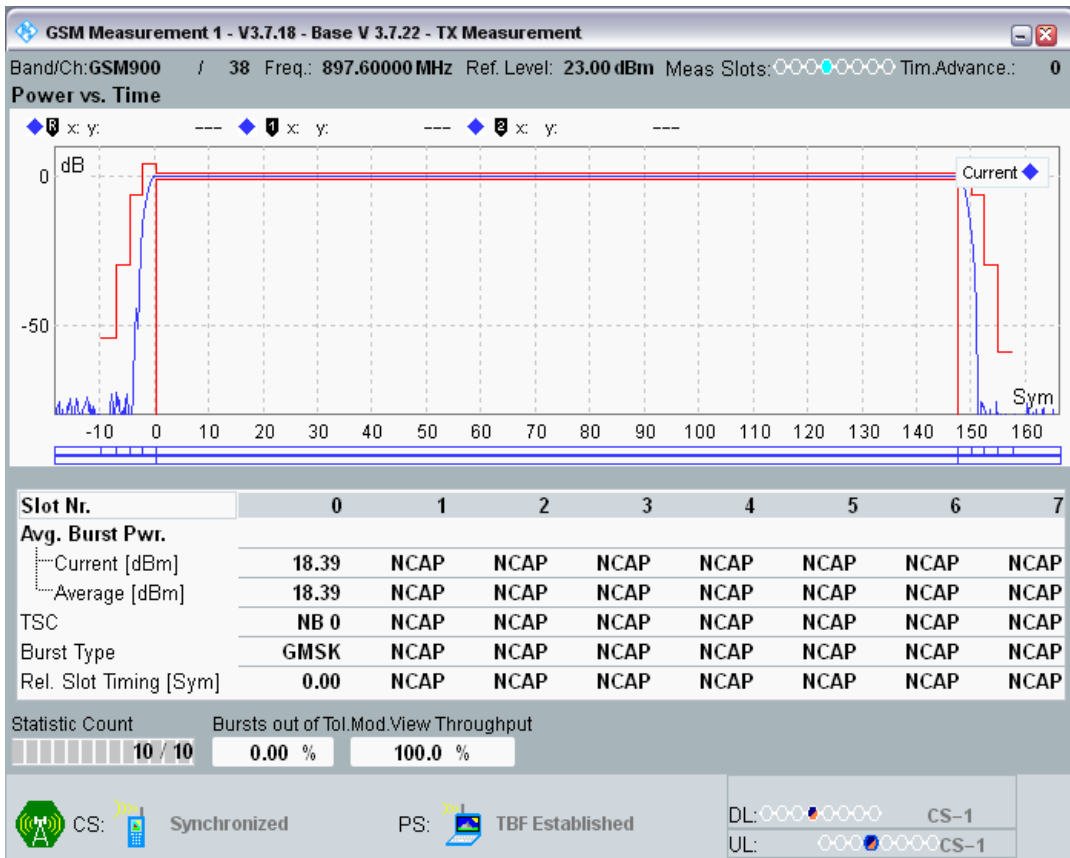 GSM Measurement 1 - V3.7.18 - Base V 3.7.22 - TX Measurement
Band/Ch:GSM900 / 38 Freq.: 897.60000 MHz Ref. Level: 23.00 dBm Meas Slots: Tim.Advance.: 0
Power vs. Time
R x: y: --- 1 x: y: --- 2 x: y: ---
dB
Current
0
-50
Sym
-10 0 10 20 30 40 50 60 70 80 90 100 110 120 130 140 150 160
Slot Nr. 0 1 2 3 4 5 6 7
Avg. Burst Pwr.
Current [dBm] 18.39 NCAP NCAP NCAP NCAP NCAP NCAP NCAP
Average [dBm] 18.39 NCAP NCAP NCAP NCAP NCAP NCAP NCAP
TSC NB 0 NCAP NCAP NCAP NCAP NCAP NCAP NCAP
Burst Type GMSK NCAP NCAP NCAP NCAP NCAP NCAP NCAP
Rel. Slot Timing [Sym] 0.00 NCAP NCAP NCAP NCAP NCAP NCAP NCAP
Statistic Count Bursts out of Tol. Mod.View Throughput
10 / 10 0.00 % 100.0 %
CS: Synchronized PS: TBF Established
DL: CS-1
UL: CS-1